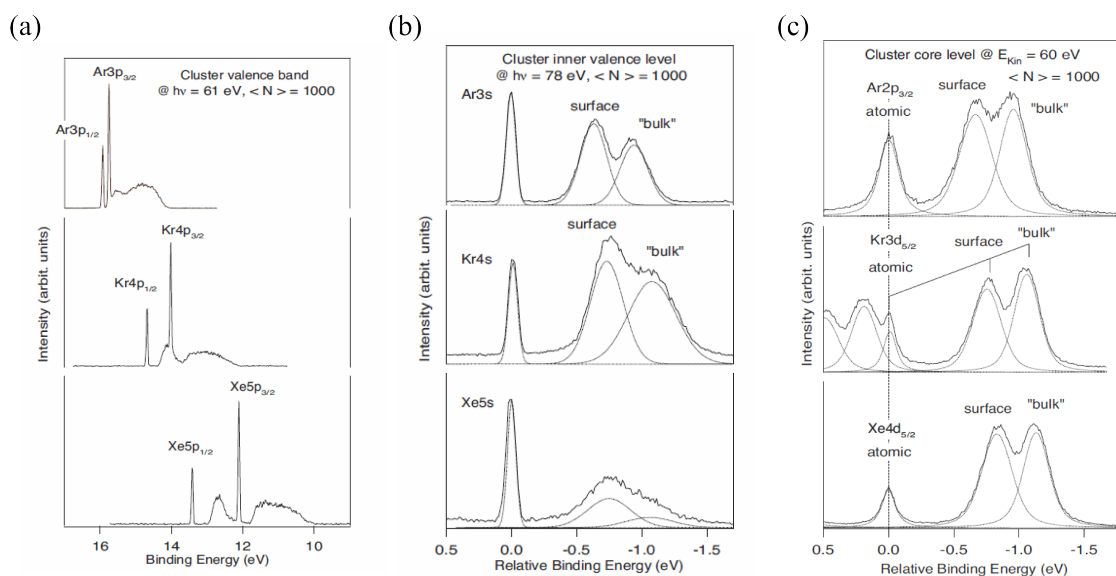 (a)
Cluster valence band
@ hν = 61 eV, < N > = 1000
Ar3p3/2
Ar3p1/2
Kr4p3/2
Kr4p1/2
Xe5p3/2
Xe5p1/2
Intensity (arbit. units)
16 14 12 10
Binding Energy (eV)
(b)
Cluster inner valence level
@ hν = 78 eV, < N > = 1000
Ar3s
surface
"bulk"
Kr4s
surface
"bulk"
Xe5s
Intensity (arbit. units)
0.5 0.0 -0.5 -1.0 -1.5
Relative Binding Energy (eV)
(c)
Cluster core level @ EKin = 60 eV
< N > = 1000
Ar2p3/2
atomic
surface
"bulk"
Kr3d5/2
atomic
surface
"bulk"
Xe4d5/2
atomic
surface
"bulk"
Intensity (arbit. units)
0.5 0.0 -0.5 -1.0 -1.5
Relative Binding Energy (eV)